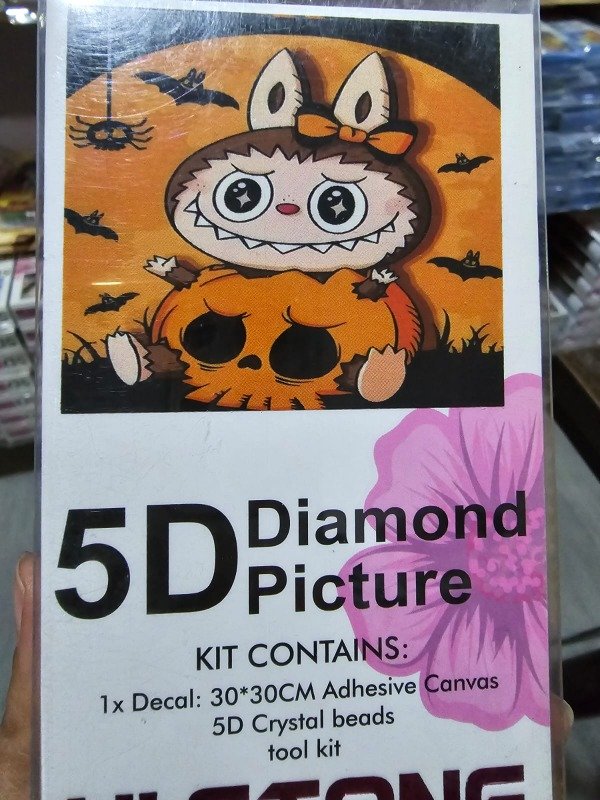 5D Diamond
Picture
KIT CONTAINS:
1x Decal: 30*30CM Adhesive Canvas
5D Crystal beads
tool kit